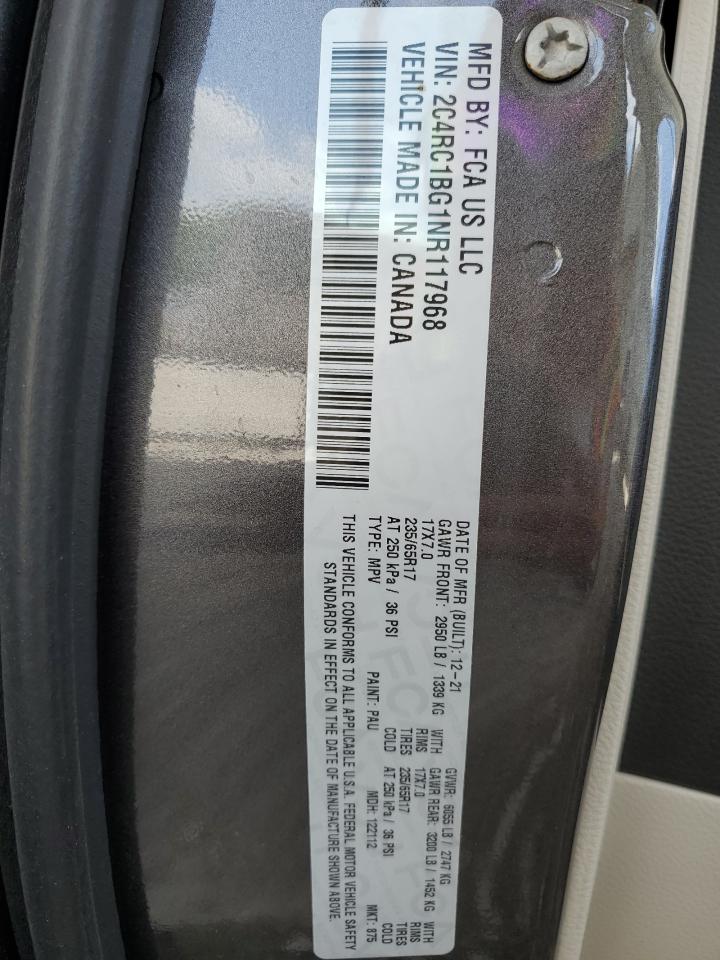 MFD BY: FCA US LLC
VIN: 2C4RC1BG1NR117968
VEHICLE MADE IN: CANADA
DATE OF MFR (BUILT): 12-21 GVWR: 6055 LB / 2747 KG
GAWR FRONT: 2950 LB / 1339 KG WITH GAWR REAR: 3200 LB / 1452 KG WITH
17X7.0 RIMS 17X7.0 RIMS
235/65R17 TIRES 235/65R17 TIRES
AT 250 kPa / 36 PSI COLD AT 250 kPa / 36 PSI COLD
TYPE: MPV PAINT: PAU MDH: 122112 MKT: 875
THIS VEHICLE CONFORMS TO ALL APPLICABLE U.S.A. FEDERAL MOTOR VEHICLE SAFETY
STANDARDS IN EFFECT ON THE DATE OF MANUFACTURE SHOWN ABOVE.